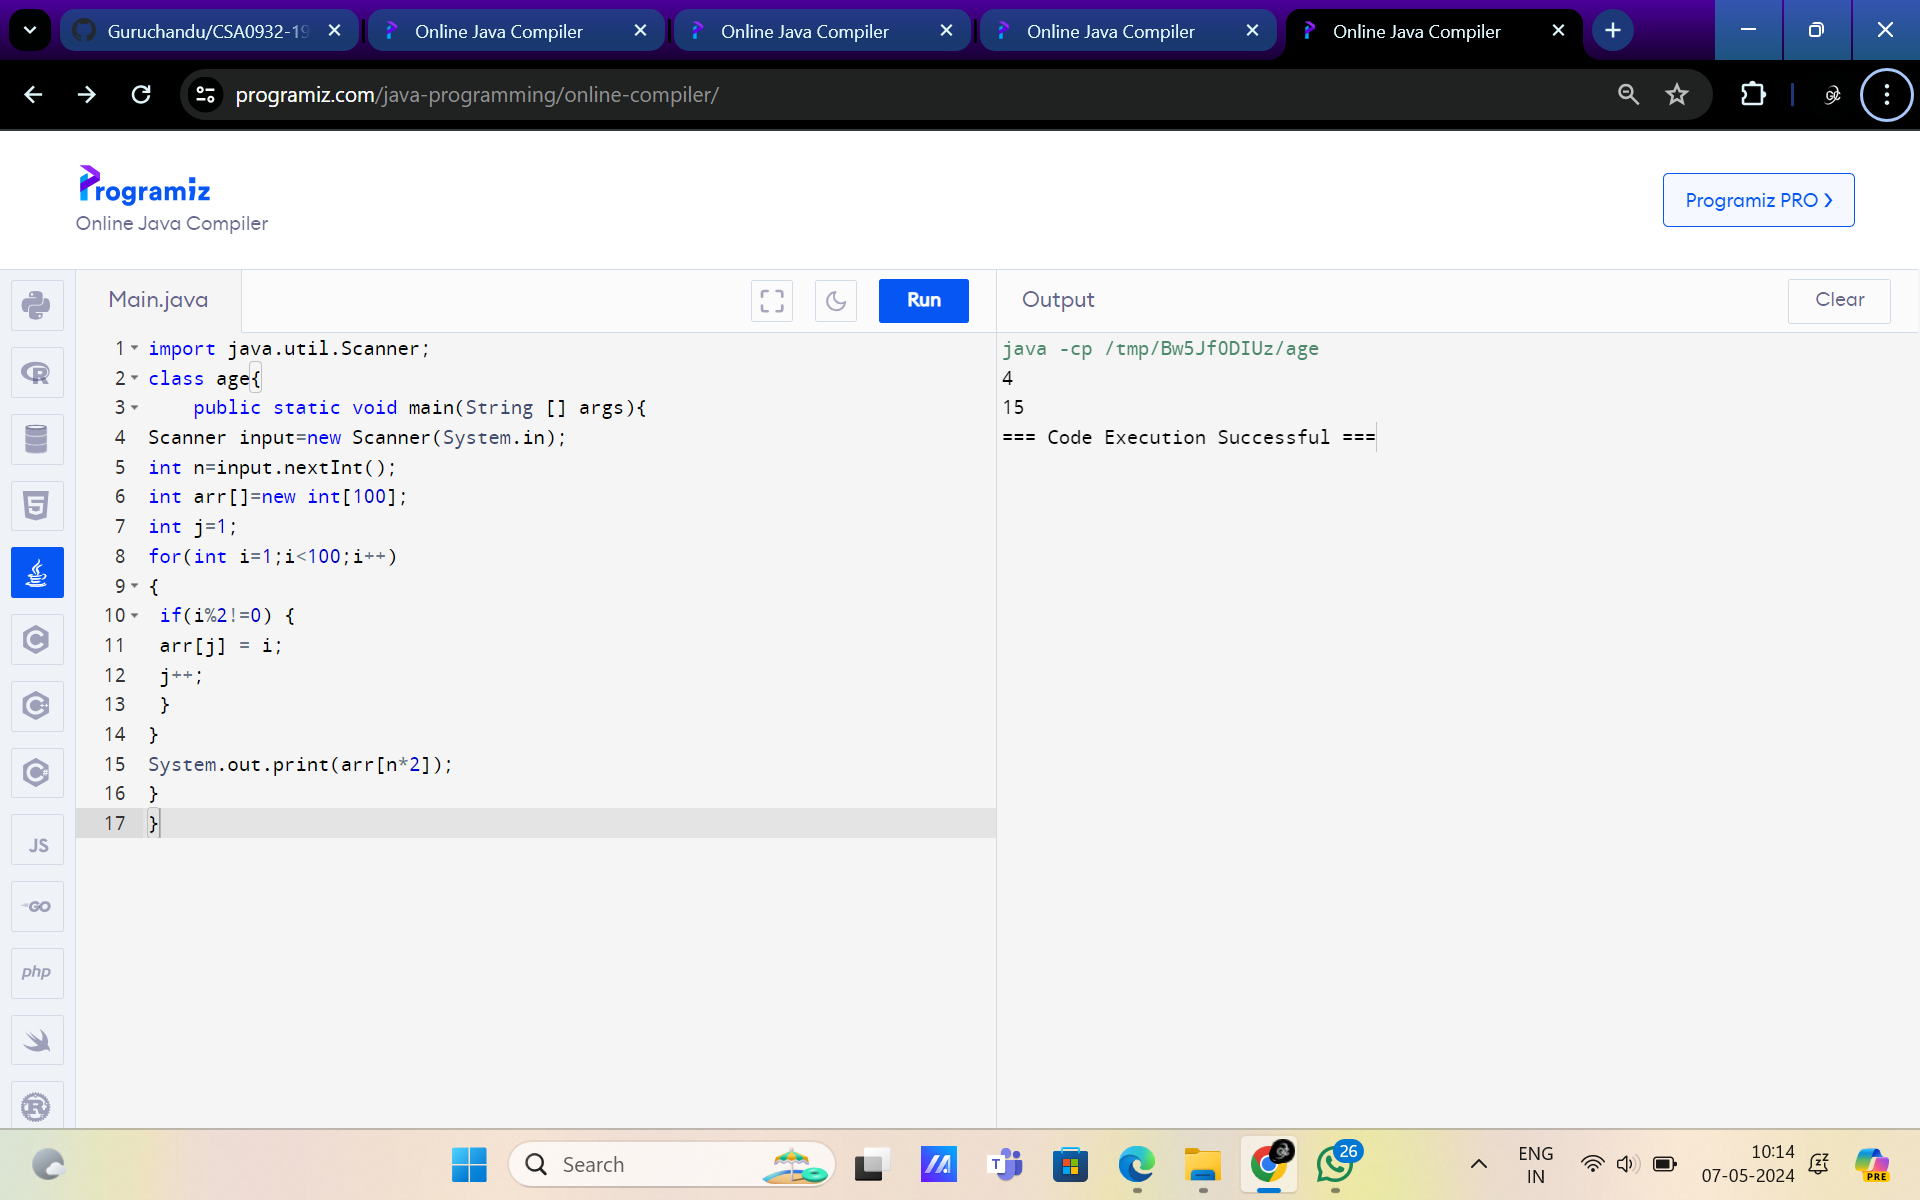 Guruchandu/CSA0932-19
Online Java Compiler
Online Java Compiler
Online Java Compiler
Online Java Compiler
programiz.com/java-programming/online-compiler/
Programiz
Online Java Compiler
Programiz PRO
Main.java
Run
Output
Clear
1 import java.util.Scanner;
2 class age{
3 public static void main(String [] args){
4 Scanner input=new Scanner(System.in);
5 int n=input.nextInt();
6 int arr[]=new int[100];
7 int j=1;
8 for(int i=1;i<100;i++)
9 {
10 if(i%2!=0) {
11 arr[j] = i;
12 j++;
13 }
14 }
15 System.out.print(arr[n*2]);
16 }
17 }
java -cp /tmp/Bw5JfODIUz/age
4
15
=== Code Execution Successful ===
JS
GO
php
Search
26
ENG
IN
10:14
07-05-2024
PRE